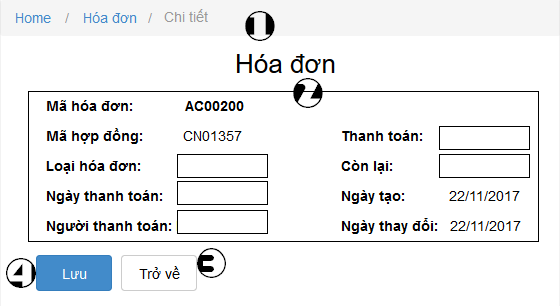 Home / Hóa đơn / Chi tiết
1
Hóa đơn
2
Mã hóa đơn: AC00200
Mã hợp đồng: CN01357 Thanh toán:
Loại hóa đơn: Còn lại:
Ngày thanh toán: Ngày tạo: 22/11/2017
Người thanh toán: Ngày thay đổi: 22/11/2017
4 Lưu Trở về 3